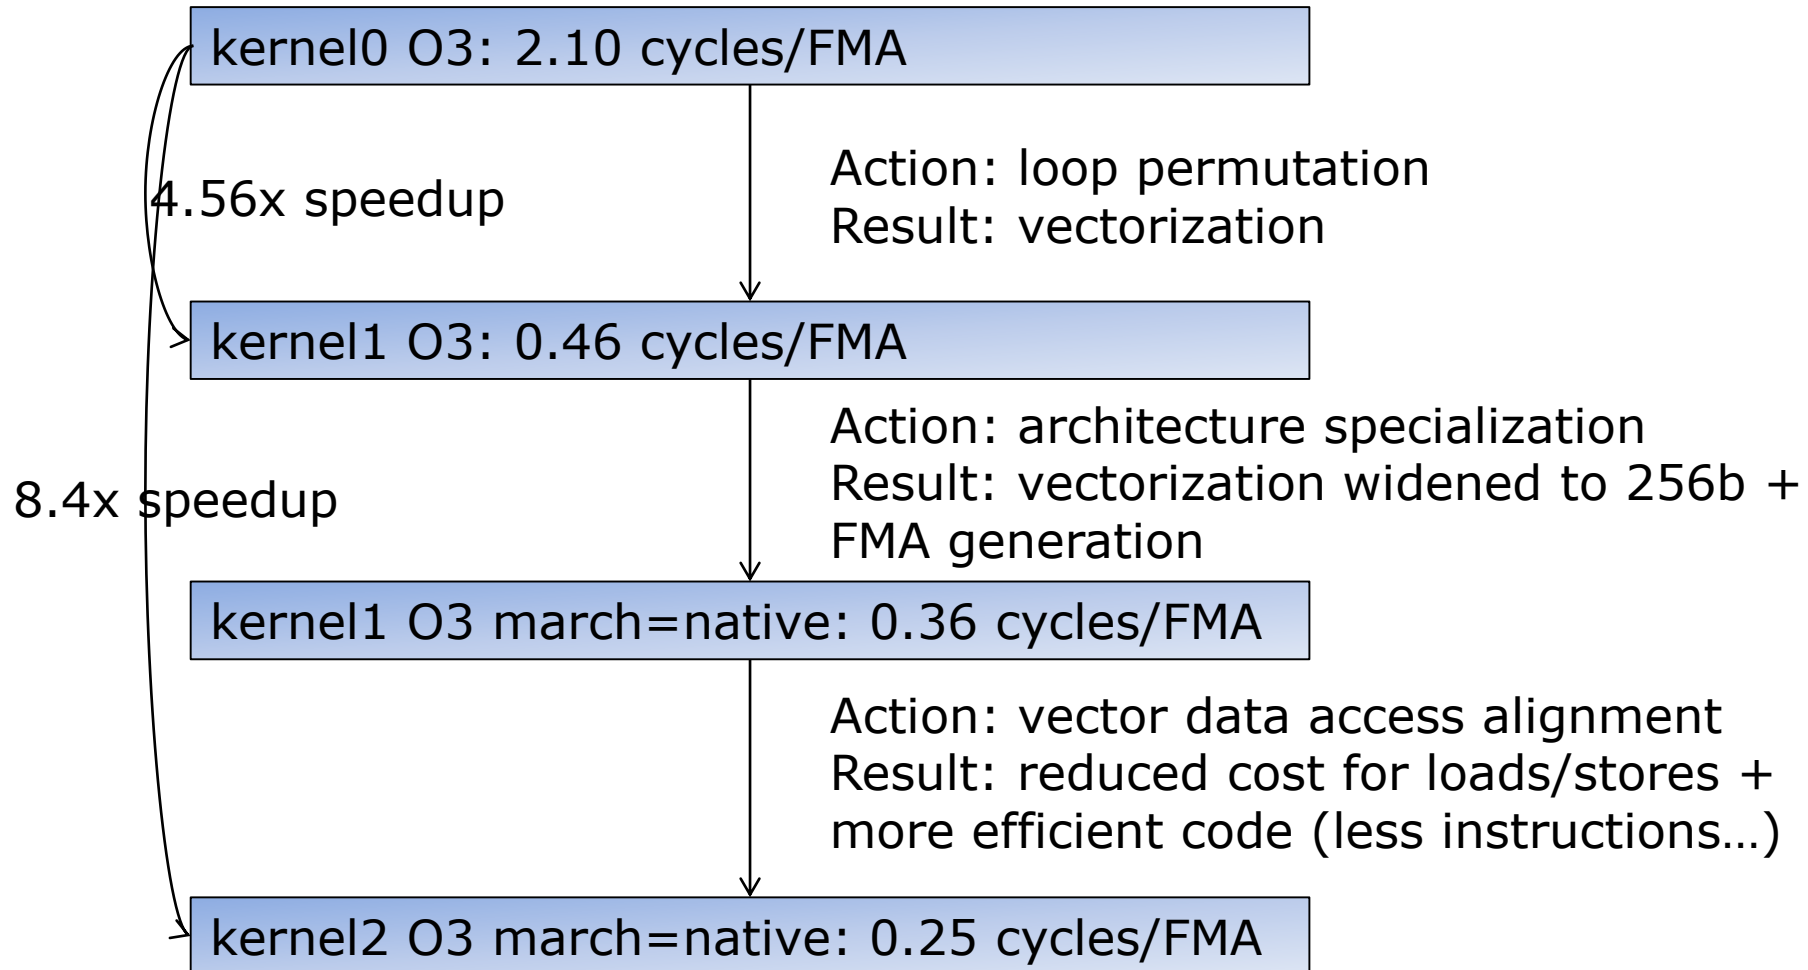 kernel0 O3: 2.10 cycles/FMA
Action: loop permutation
Result: vectorization
4.56x speedup
kernel1 O3: 0.46 cycles/FMA
Action: architecture specialization
Result: vectorization widened to 256b +
FMA generation
8.4x speedup
kernel1 O3 march=native: 0.36 cycles/FMA
Action: vector data access alignment
Result: reduced cost for loads/stores +
more efficient code (less instructions…)
kernel2 O3 march=native: 0.25 cycles/FMA